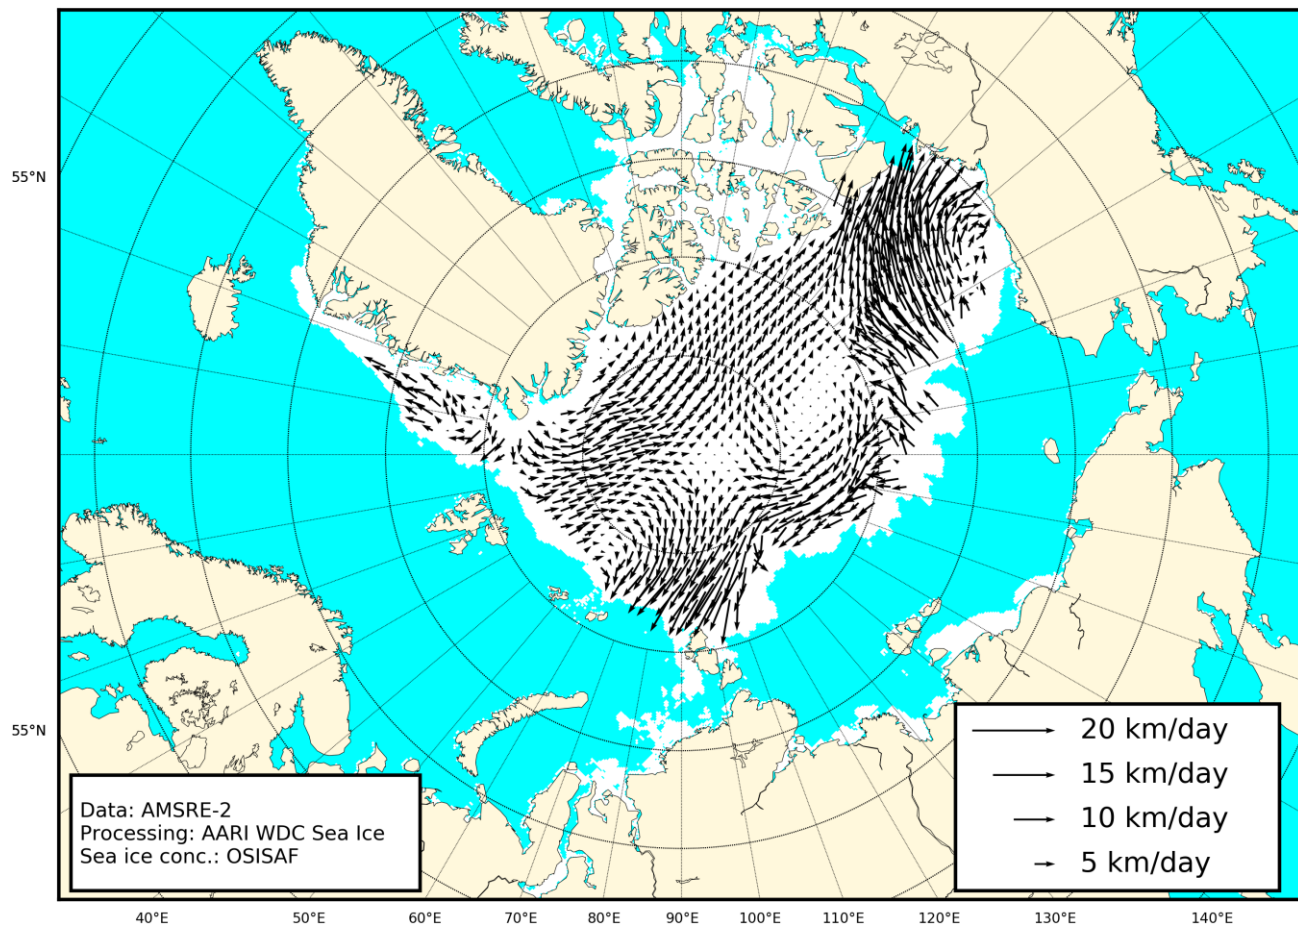 55°N
55°N
20 km/day
15 km/day
10 km/day
5 km/day
Data: AMSRE-2
Processing: AARI WDC Sea Ice
Sea ice conc.: OSISAF
40°E 50°E 60°E 70°E 80°E 90°E 100°E 110°E 120°E 130°E 140°E